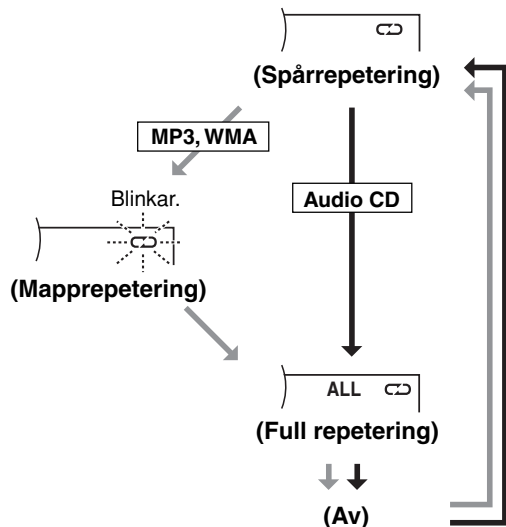 (Spårrepetering)
MP3, WMA
Blinkar.
Audio CD
(Mapprepetering)
ALL
(Full repetering)
(Av)